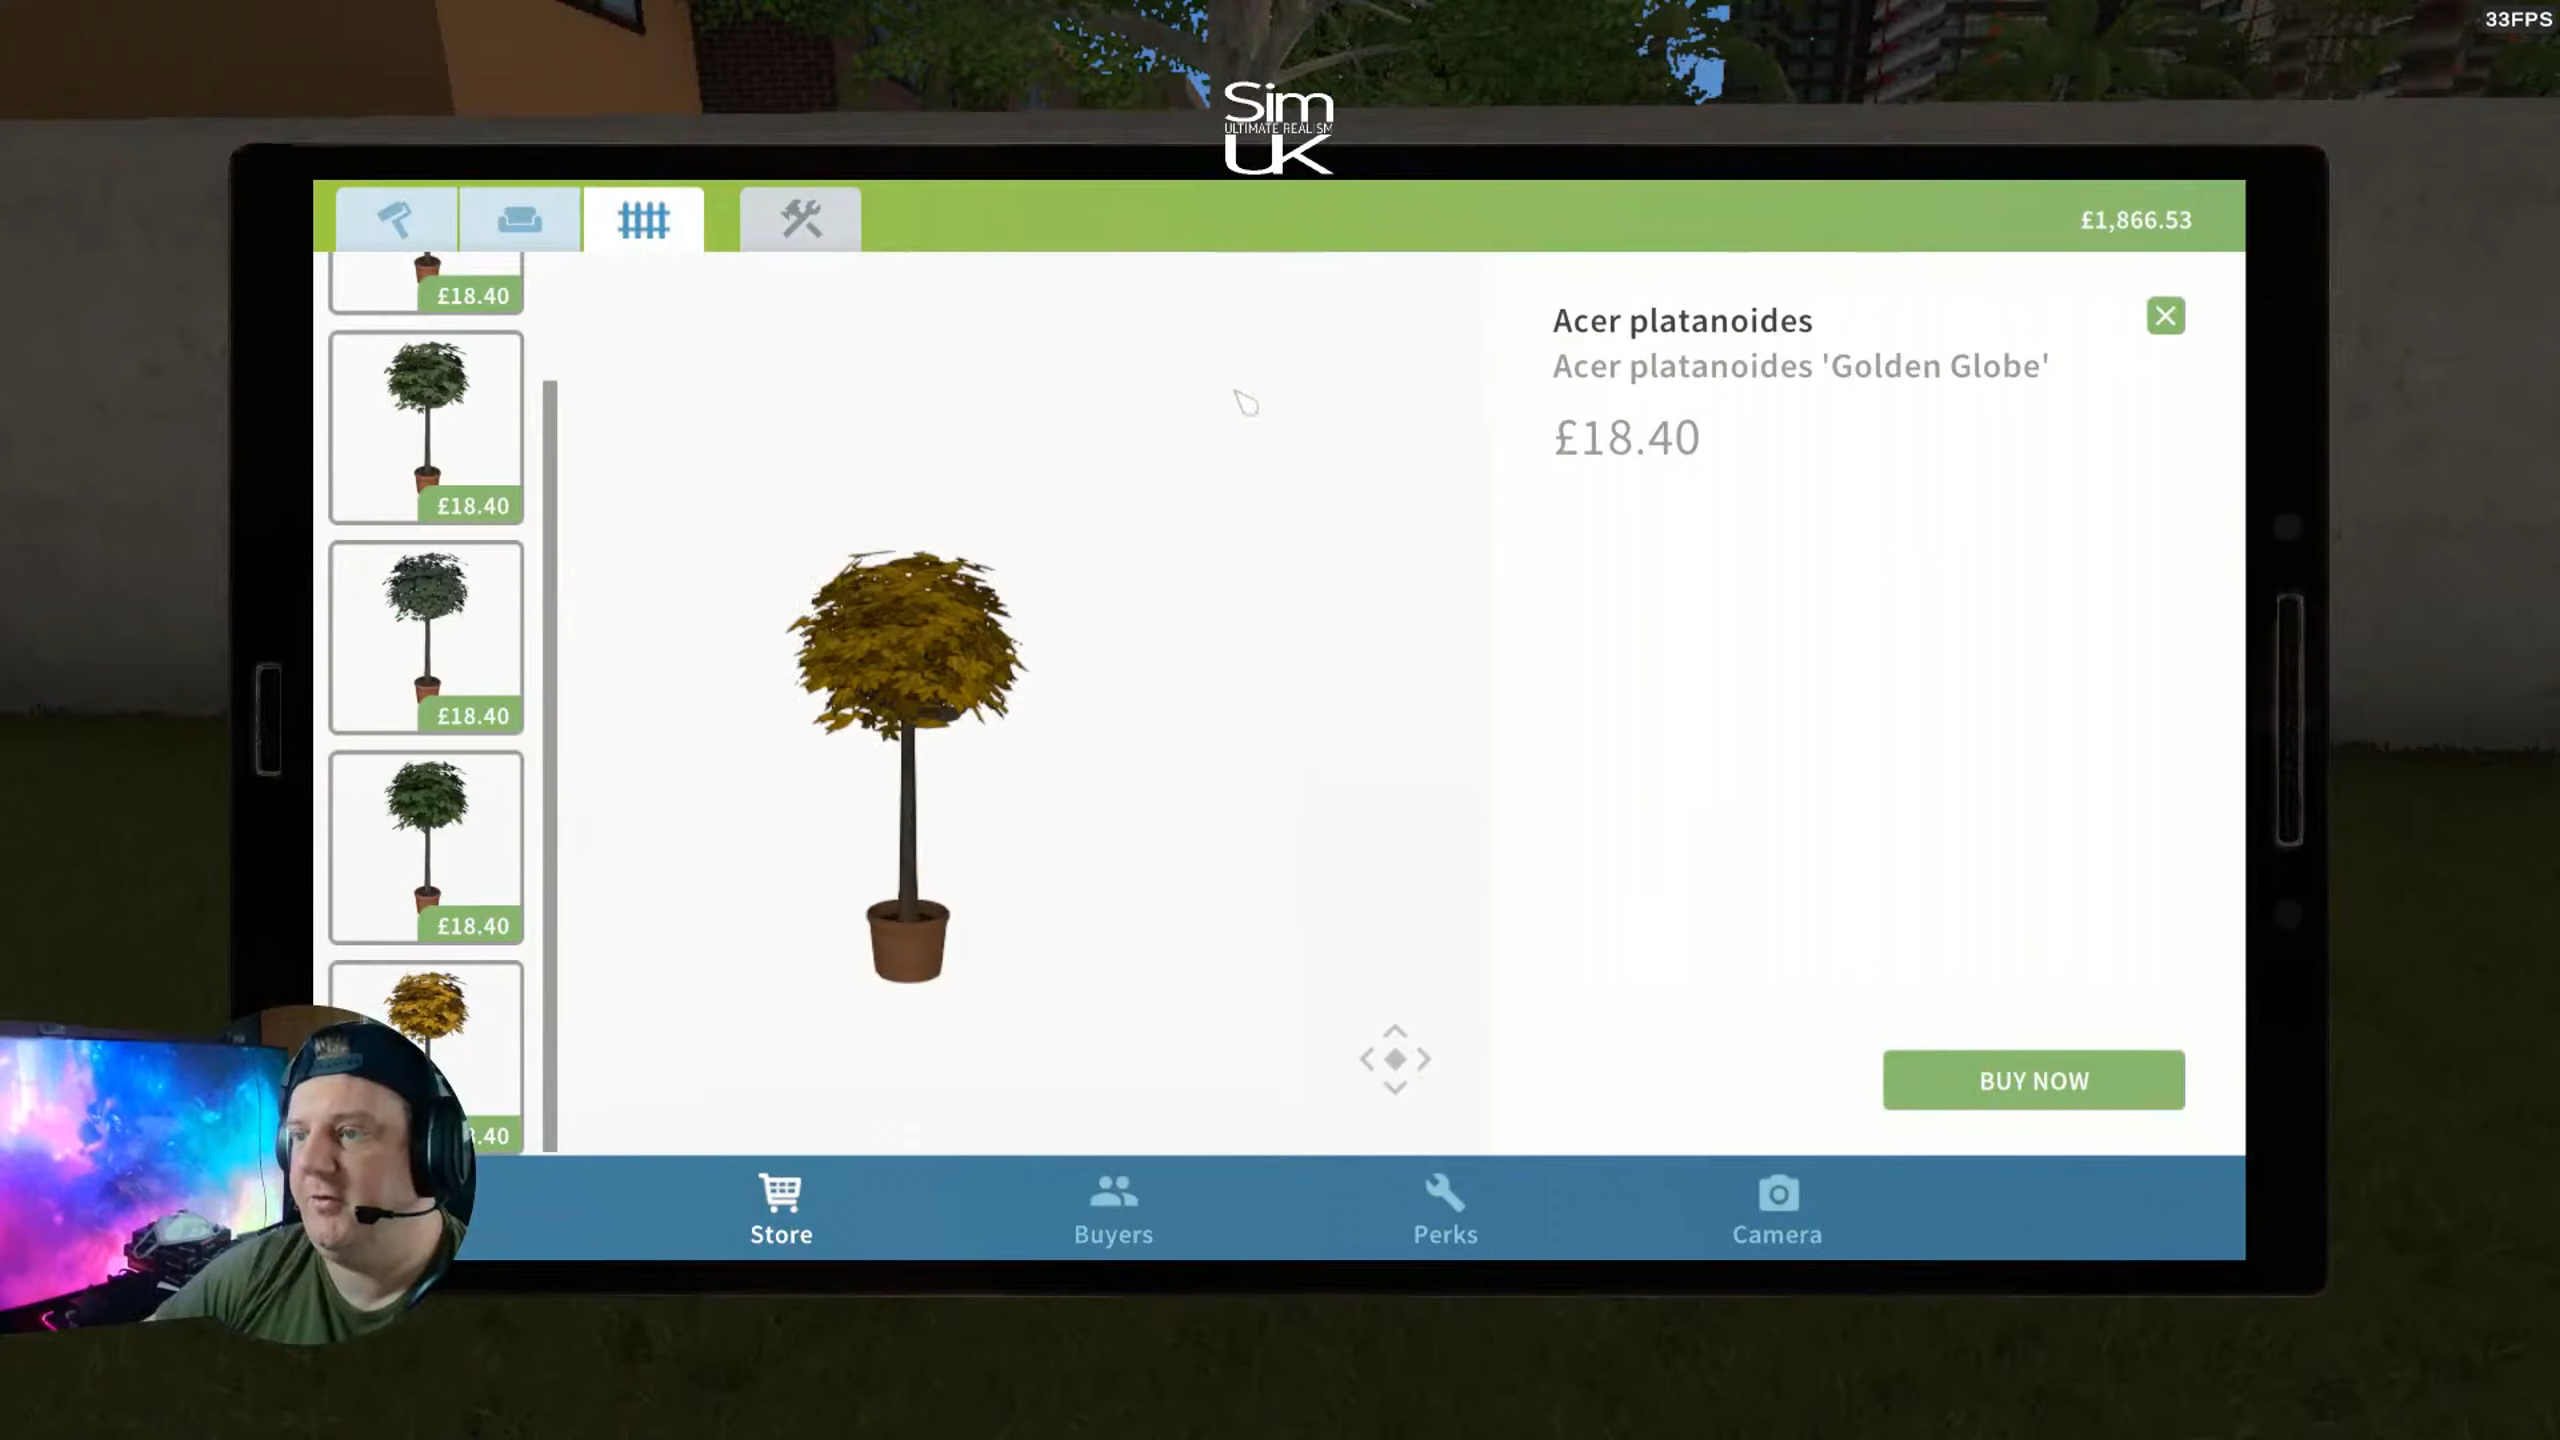 33FPS
Sim
ULTIMATE REALISM
UK
£1,866.53
£18.40
£18.40
£18.40
£18.40
.40
Acer platanoides
Acer platanoides 'Golden Globe'
£18.40
BUY NOW
Store
Buyers
Perks
Camera